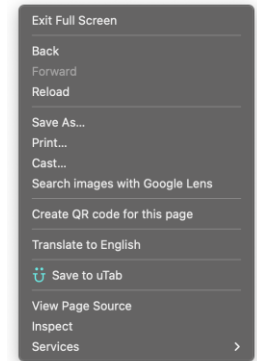 Exit Full Screen
Back
Forward
Reload
Save As...
Print...
Cast...
Search images with Google Lens
Create QR code for this page
Translate to English
Save to uTab
View Page Source
Inspect
Services